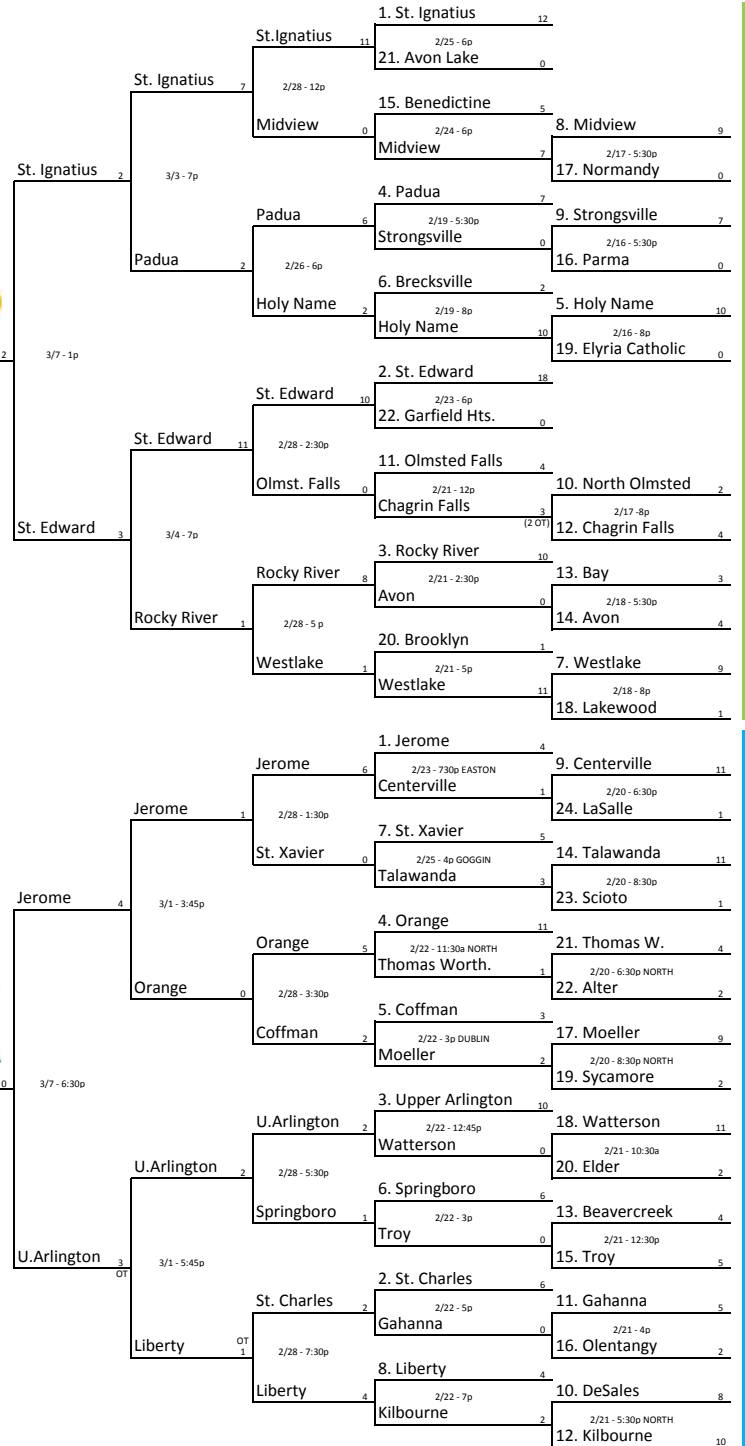 1. St. Ignatius 12
2/25 - 6p
St.Ignatius 11
21. Avon Lake 0
St. Ignatius 7
2/28 - 12p
15. Benedictine 5
Midview 0
2/24 - 6p
8. Midview 9
Midview 7
2/17 - 5:30p
St. Ignatius 2
3/3 - 7p
17. Normandy 0
4. Padua 7
Padua 6
2/19 - 5:30p
9. Strongsville 7
Strongsville 0
2/16 - 5:30p
Padua 2
2/26 - 6p
16. Parma 0
6. Brecksville 2
Holy Name 2
2/19 - 8p
5. Holy Name 10
Holy Name 10
2/16 - 8p
2
3/7 - 1p
19. Elyria Catholic 0
2. St. Edward 18
St. Edward 10
2/23 - 6p
22. Garfield Hts. 0
St. Edward 11
2/28 - 2:30p
11. Olmsted Falls 4
Olmst. Falls 0
2/21 - 12p
10. North Olmsted 2
Chagrin Falls 3
2/17 -8p
(2 OT)
St. Edward 3
3/4 - 7p
12. Chagrin Falls 4
3. Rocky River 10
Rocky River 8
2/21 - 2:30p
13. Bay 3
Avon 0
2/18 - 5:30p
Rocky River 1
2/28 - 5 p
14. Avon 4
20. Brooklyn 1
Westlake 1
2/21 - 5p
7. Westlake 9
Westlake 11
2/18 - 8p
18. Lakewood 1
1. Jerome 4
Jerome 6
2/23 - 730p EASTON
9. Centerville 11
Centerville 1
2/20 - 6:30p
Jerome 1
2/28 - 1:30p
24. LaSalle 1
7. St. Xavier 5
St. Xavier 0
2/25 - 4p GOGGIN
14. Talawanda 11
Talawanda 3
2/20 - 8:30p
Jerome 4
3/1 - 3:45p
23. Scioto 1
4. Orange 11
Orange 5
2/22 - 11:30a NORTH
21. Thomas W. 4
Thomas Worth. 1
2/20 - 6:30p NORTH
Orange 0
2/28 - 3:30p
22. Alter 2
5. Coffman 3
Coffman 2
2/22 - 3p DUBLIN
17. Moeller 9
Moeller 2
2/20 - 8:30p NORTH
0
3/7 - 6:30p
19. Sycamore 2
3. Upper Arlington 10
U.Arlington 2
2/22 - 12:45p
18. Watterson 11
Watterson 0
2/21 - 10:30a
U.Arlington 2
2/28 - 5:30p
20. Elder 2
6. Springboro 6
Springboro 1
2/22 - 3p
13. Beavercreek 4
Troy 0
2/21 - 12:30p
U.Arlington 3
OT
3/1 - 5:45p
15. Troy 5
2. St. Charles 6
St. Charles 2
2/22 - 5p
11. Gahanna 5
Gahanna 0
2/21 - 4p
Liberty 1
OT
2/28 - 7:30p
16. Olentangy 2
8. Liberty 4
Liberty 4
2/22 - 7p
10. DeSales 8
Kilbourne 2
2/21 - 5:30p NORTH
12. Kilbourne 10